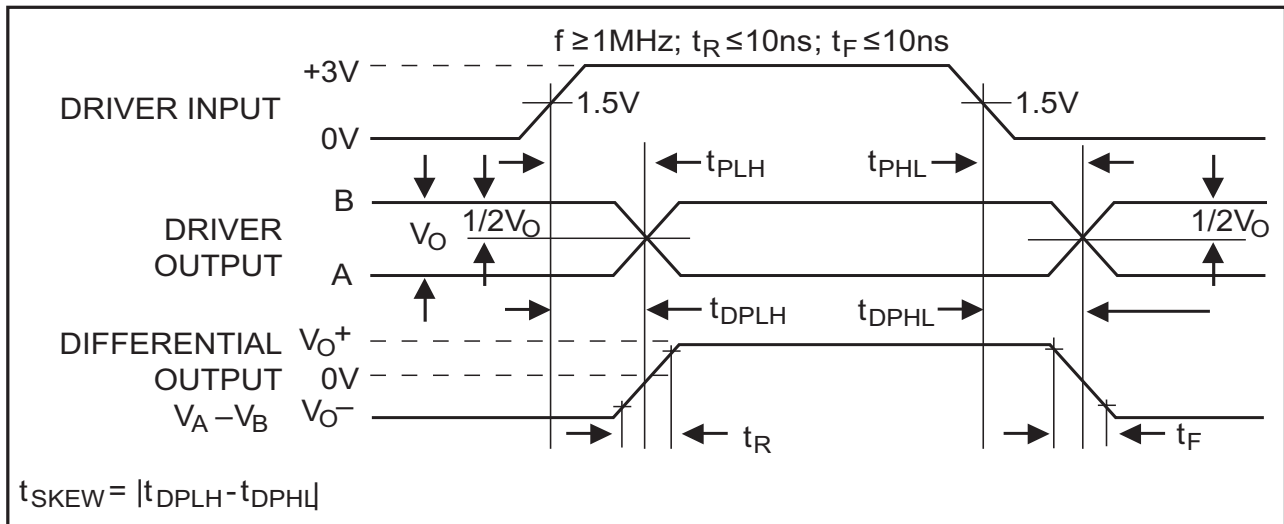 f ≥1MHz; tR ≤10ns; tF ≤10ns
+3V
DRIVER INPUT
1.5V
1.5V
0V
tPLH
tPHL
B
DRIVER
OUTPUT
VO
1/2VO
1/2VO
A
tDPLH
tDPHL
DIFFERENTIAL
OUTPUT
VA –VB
VO+
0V
VO–
tR
tF
tSKEW = |tDPLH - tDPHL|